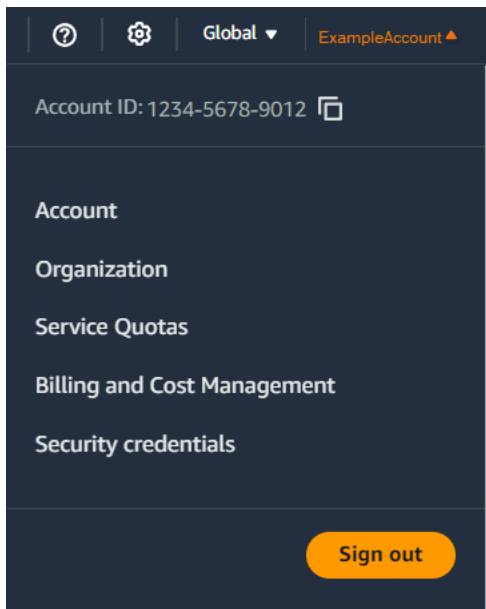 Global ExampleAccount
Account ID: 1234-5678-9012
Account
Organization
Service Quotas
Billing and Cost Management
Security credentials
Sign out